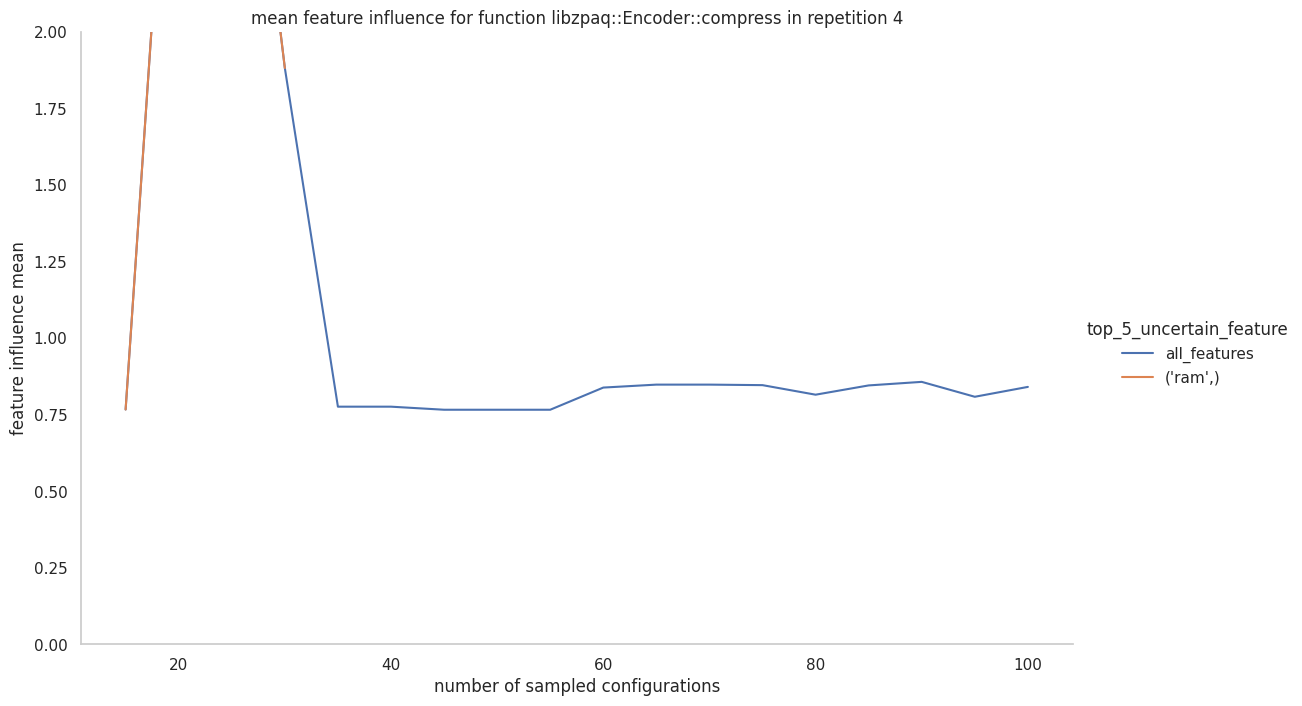 mean feature influence for function libzpaq::Encoder::compress in repetition 4
2.00
1.75
1.50
1.25
1.00
0.75
0.50
0.25
0.00
feature influence mean
20
40
60
80
100
number of sampled configurations
top_5_uncertain_feature
all_features
('ram',)